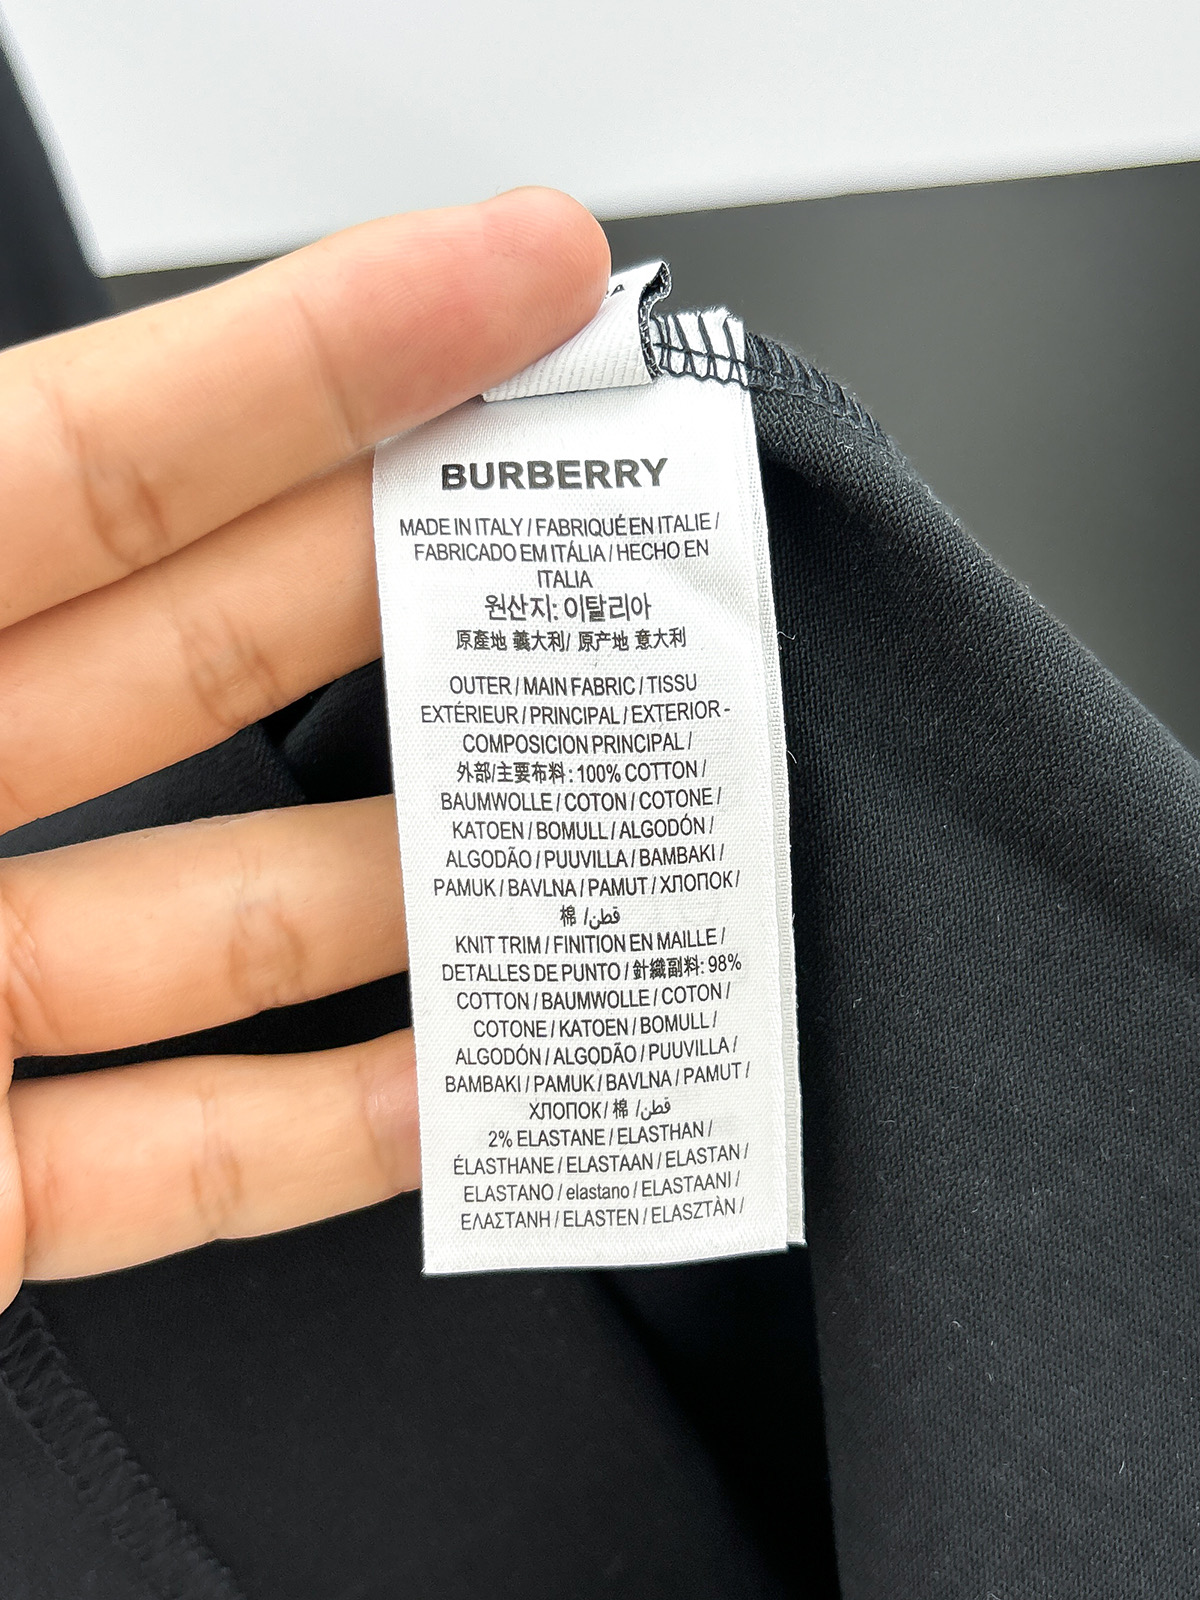 BURBERRY
MADE IN ITALY / FABRIQUÉ EN ITALIE /
FABRICADO EM ITÁLIA / HECHO EN
ITALIA
원산지: 이탈리아
原產地 義大利/ 原产地 意大利
OUTER / MAIN FABRIC / TISSU
EXTÉRIEUR / PRINCIPAL / EXTERIOR -
COMPOSICION PRINCIPAL /
外部/主要布料: 100% COTTON /
BAUMWOLLE / COTON / COTONE /
KATOEN / BOMULL / ALGODÓN /
ALGODÃO / PUUVILLA / BAMBAKI /
PAMUK / BAVLNA / PAMUT / ХЛОПОК /
棉 / قطن
KNIT TRIM / FINITION EN MAILLE /
DETALLES DE PUNTO / 針織副料: 98%
COTTON / BAUMWOLLE / COTON /
COTONE / KATOEN / BOMULL /
ALGODÓN / ALGODÃO / PUUVILLA /
BAMBAKI / PAMUK / BAVLNA / PAMUT /
ХЛОПОК / 棉 / قطن
2% ELASTANE / ELASTHAN /
ÉLASTHANE / ELASTAAN / ELASTAN /
ELASTANO / elastano / ELASTAANI /
ΕΛΑΣΤΑΝΗ / ELASTEN / ELASZTÀN /